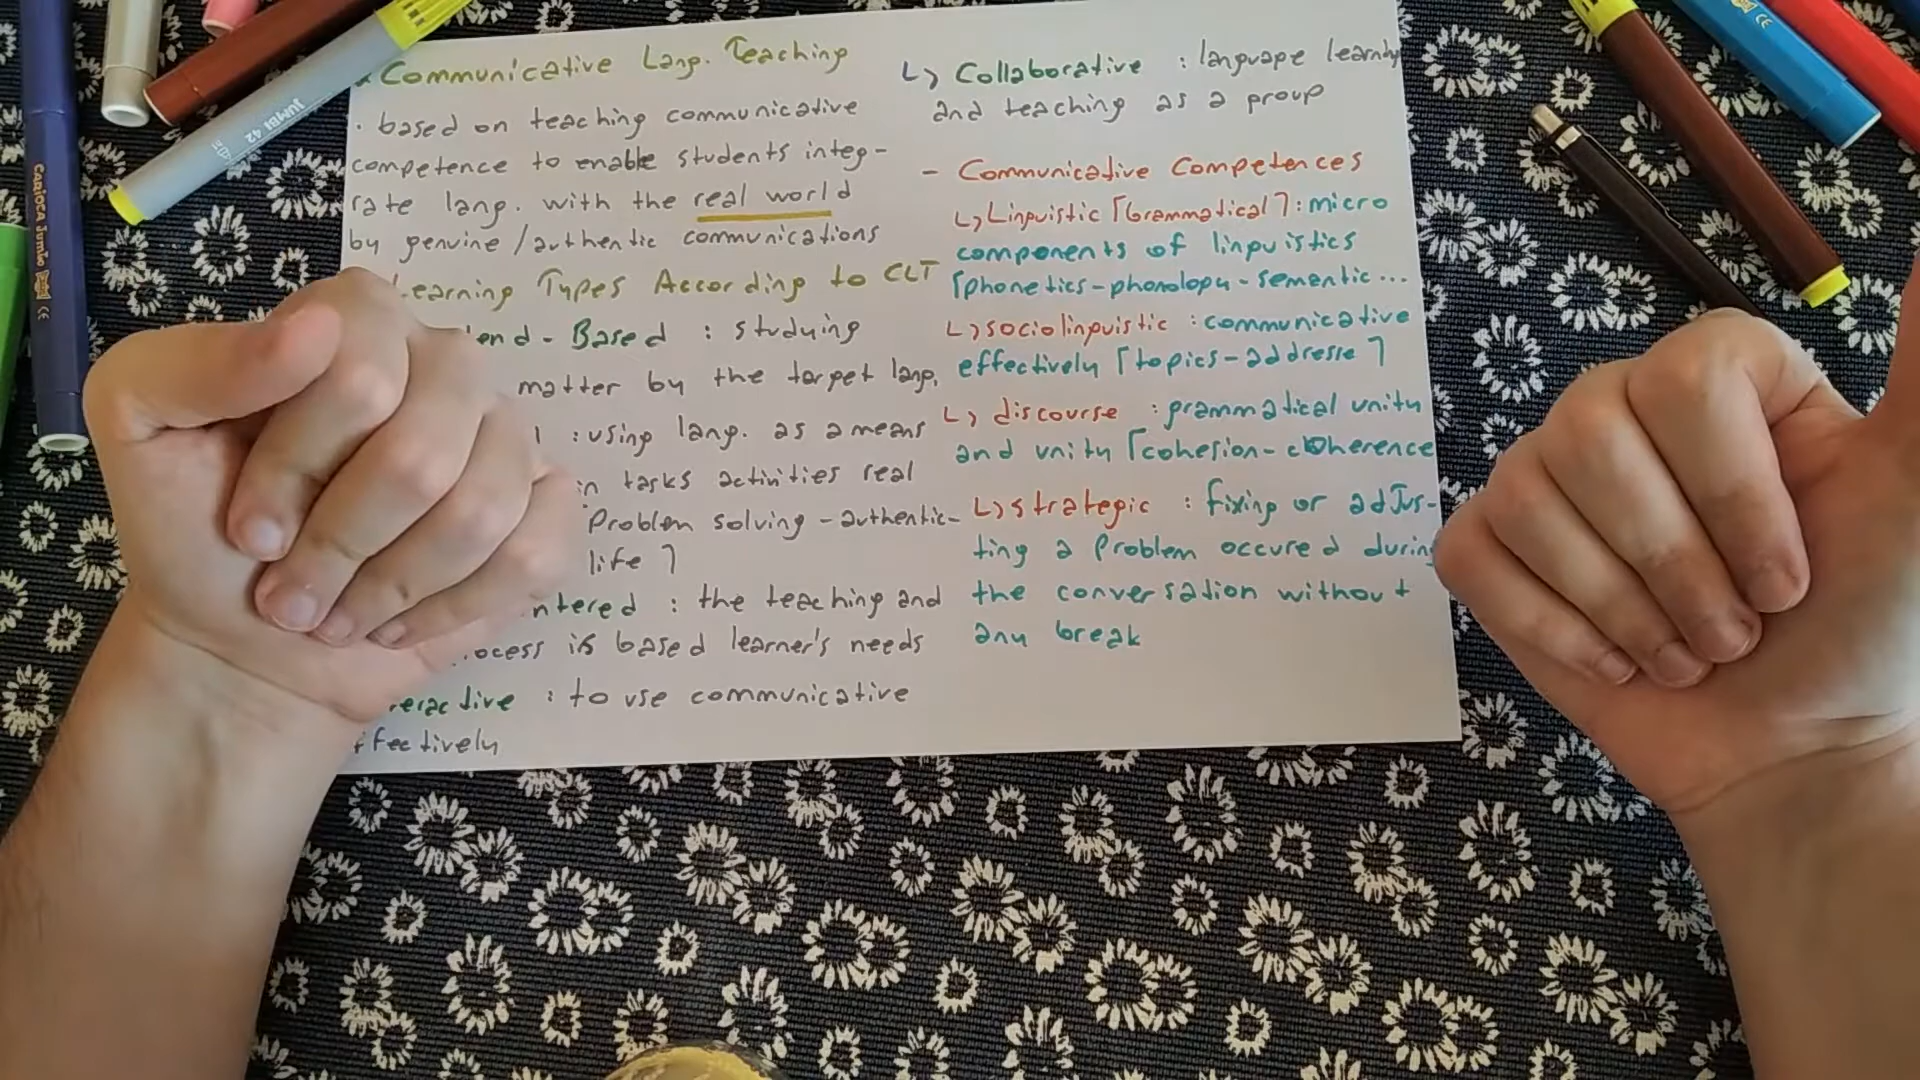 Communicative Lang. Teaching
. based on teaching communicative
competence to enable students integ-
rate lang. with the real world
by genuine / authentic communications
Learning Types According to CLT
end - Based : studying
matter by the target lang.
l : using lang. as a means
in tasks activities real
Problem solving - authentic-
life ]
ntered : the teaching and
ocess is based learner's needs
eractive : to use communicative
ffectively
↳ Collaborative : language learning
and teaching as a group
- Communicative Competences
↳ Linguistic [Grammatical] : micro
components of linguistics
[phonetics - phonology - semantic ...
↳ sociolinguistic : communicative
effectively [topics - addresse ]
↳ discourse : grammatical unity
and unity [cohesion - coherence
↳ strategic : fixing or adjus-
ting a Problem occured during
the conversation without
any break
CARIOCA Jumbo
JUMBI 42